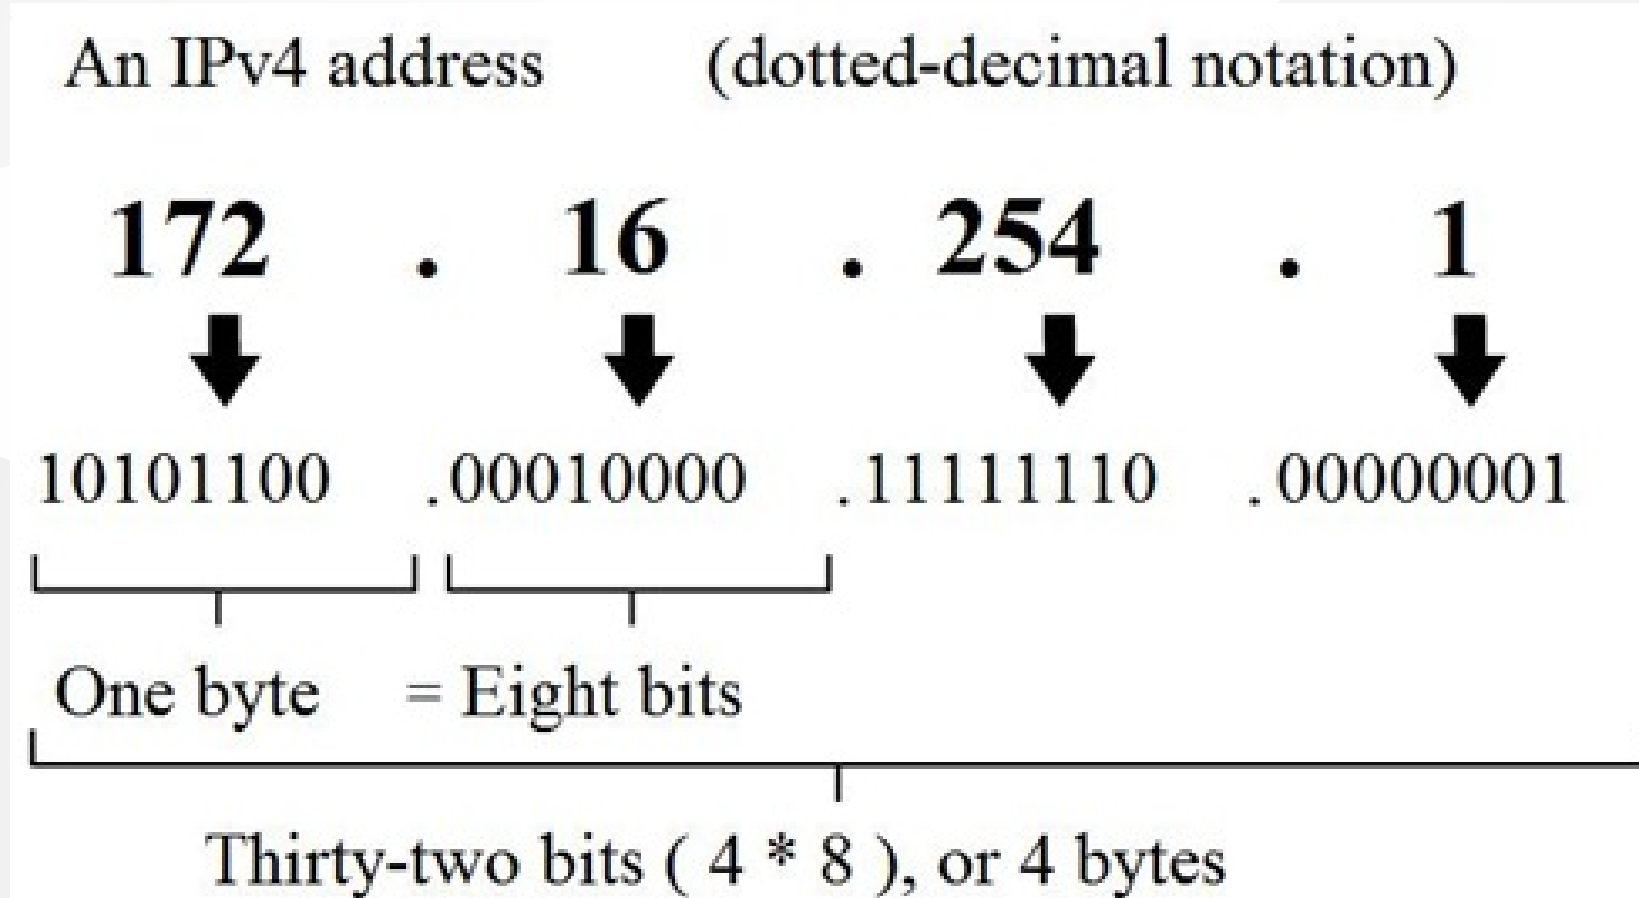 An IPv4 address (dotted-decimal notation)
172 . 16 . 254 . 1
10101100 .00010000 .11111110 .00000001
One byte = Eight bits
Thirty-two bits ( 4 * 8 ), or 4 bytes